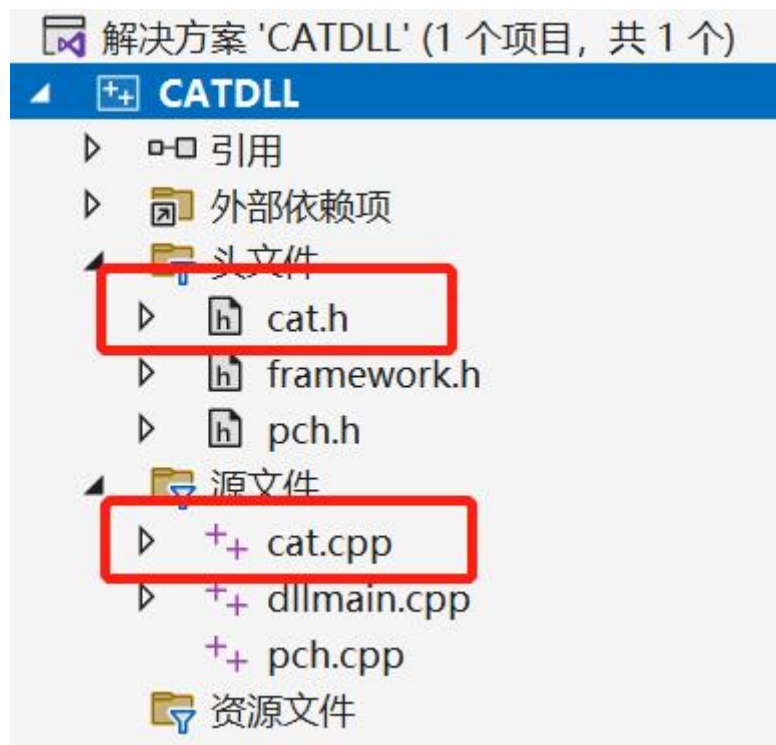 解决方案 'CATDLL' (1 个项目，共 1 个)
CATDLL
引用
外部依赖项
头文件
cat.h
framework.h
pch.h
源文件
cat.cpp
dllmain.cpp
pch.cpp
资源文件